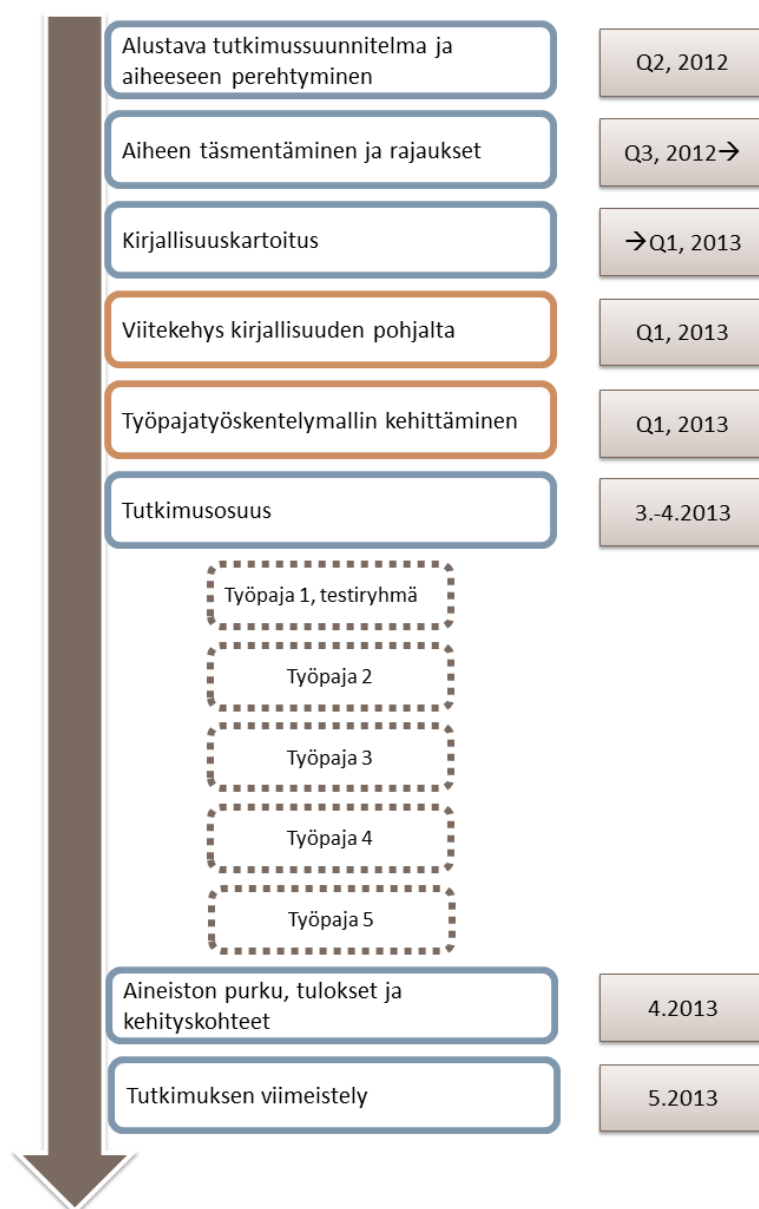 Alustava tutkimussuunnitelma ja
aiheeseen perehtyminen
Q2, 2012
Aiheen täsmentäminen ja rajaukset
Q3, 2012→
Kirjallisuuskartoitus
→Q1, 2013
Viitekehys kirjallisuuden pohjalta
Q1, 2013
Työpajatyöskentelymallin kehittäminen
Q1, 2013
Tutkimusosuus
3.-4.2013
Työpaja 1, testiryhmä
Työpaja 2
Työpaja 3
Työpaja 4
Työpaja 5
Aineiston purku, tulokset ja
kehityskohteet
4.2013
Tutkimuksen viimeistely
5.2013